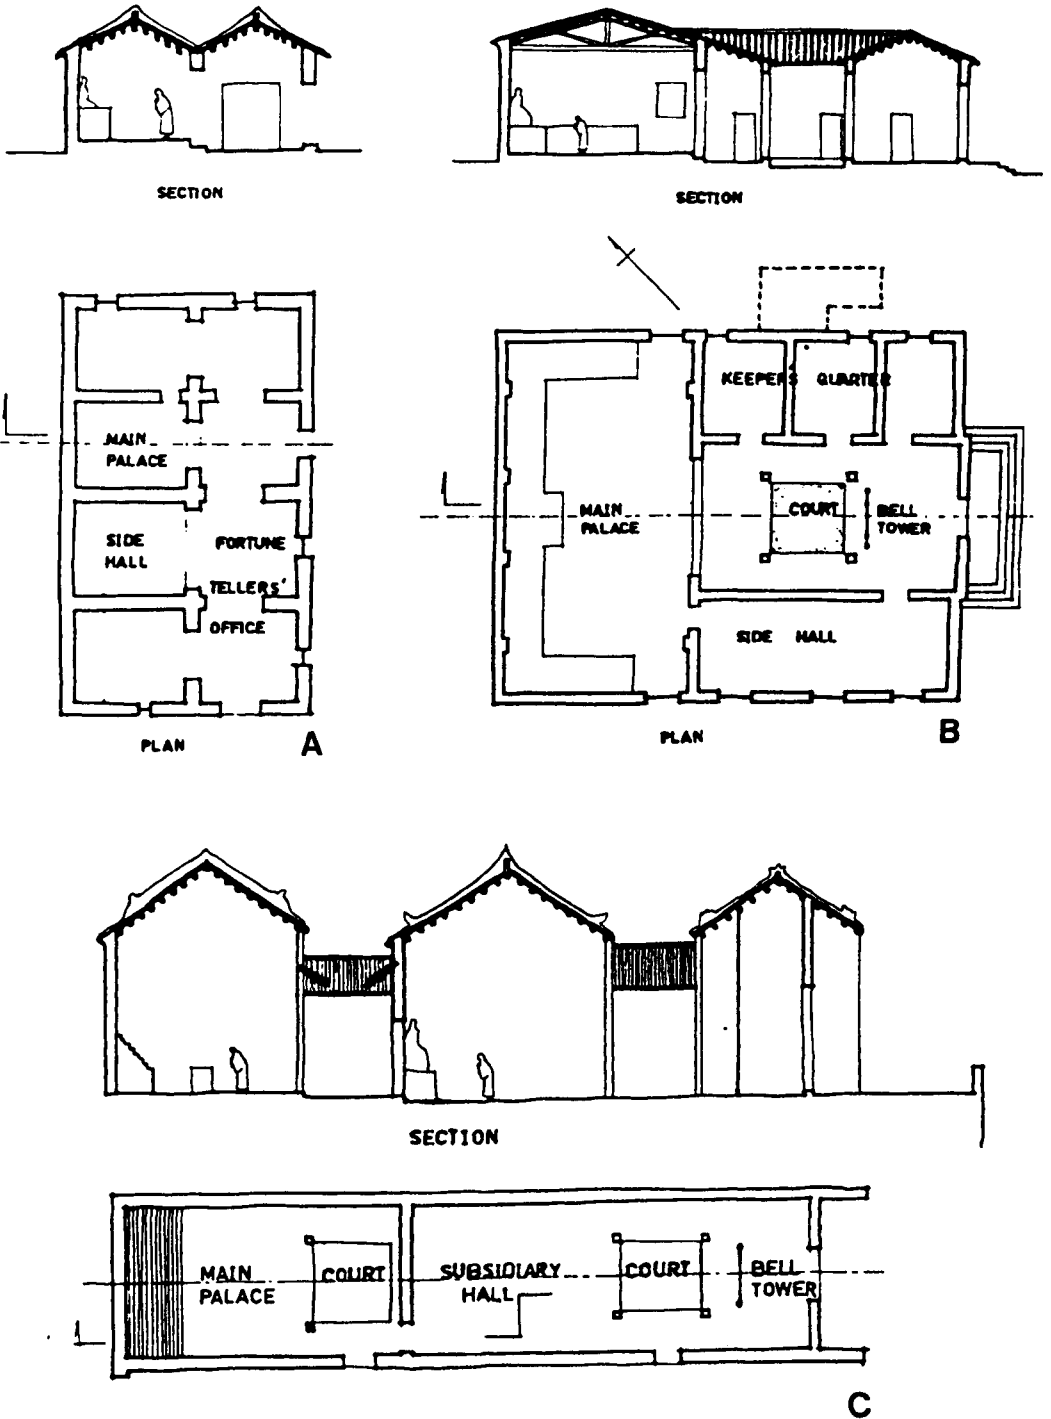 SECTION
SECTION
MAIN
PALACE
SIDE
HALL
FORTUNE
TELLERS'
OFFICE
PLAN
A
KEEPERS' QUARTER
MAIN
PALACE
COURT
BELL
TOWER
SIDE HALL
PLAN
B
SECTION
MAIN
PALACE
COURT
SUBSIDIARY
HALL
COURT
BELL
TOWER
C